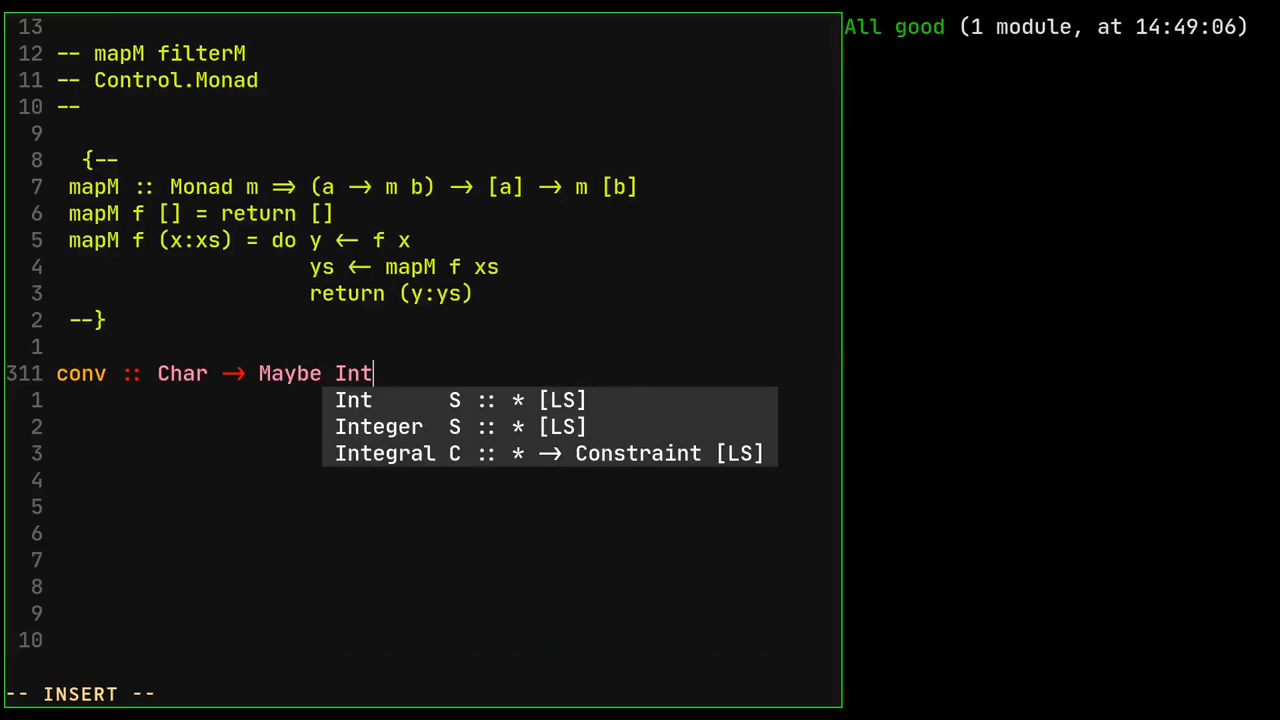 13
All good (1 module, at 14:49:06)
12 -- mapM filterM
11 -- Control.Monad
10 --
9
8 {--
7 mapM :: Monad m => (a -> m b) -> [a] -> m [b]
6 mapM f [] = return []
5 mapM f (x:xs) = do y <- f x
4 ys <- mapM f xs
3 return (y:ys)
2 --}
1
311 conv :: Char -> Maybe Int
1 Int S :: * [LS]
2 Integer S :: * [LS]
3 Integral C :: * -> Constraint [LS]
4
5
6
7
8
9
10
-- INSERT --